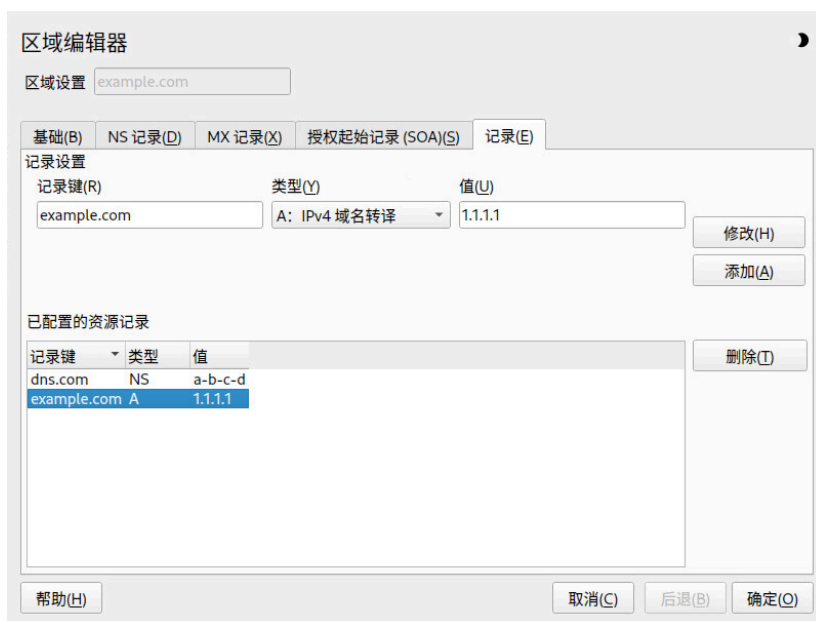 区域编辑器
区域设置 example.com
基础(B) NS 记录(D) MX 记录(X) 授权起始记录 (SOA)(S) 记录(E)
记录设置
记录键(R) 类型(Y) 值(U)
example.com A：IPv4 域名转译 1.1.1.1
修改(H)
添加(A)
已配置的资源记录
记录键 类型 值
删除(T)
dns.com NS a-b-c-d
example.com A 1.1.1.1
帮助(H) 取消(C) 后退(B) 确定(O)